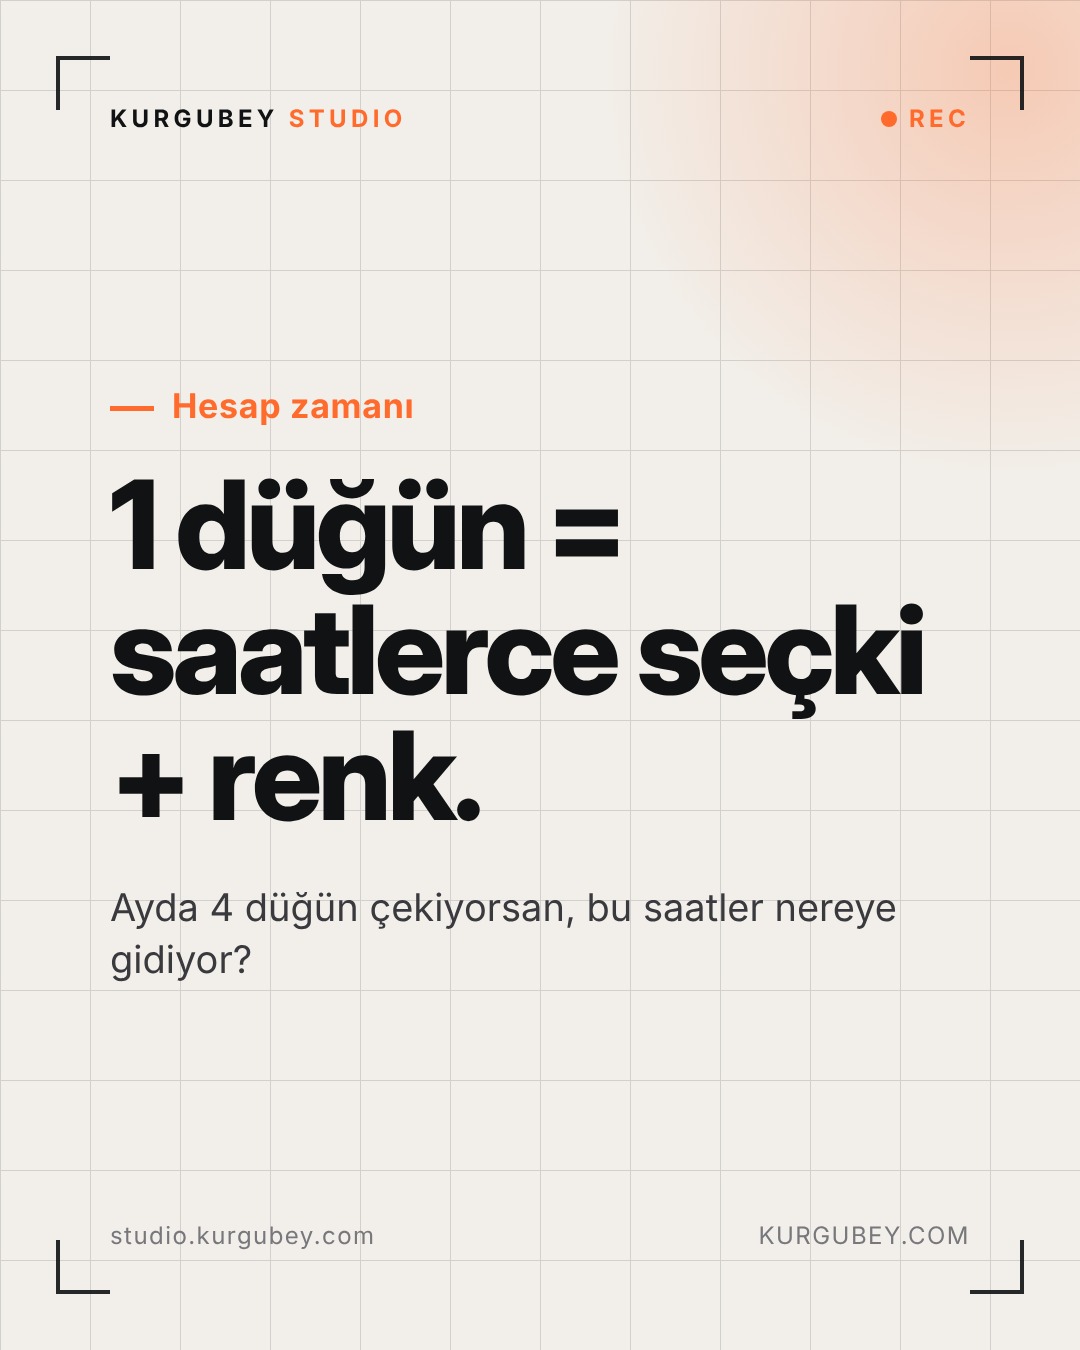 KURGUBEY STUDIO
REC
Hesap zamanı
1 düğün =
saatlerce seçki
+ renk.
Ayda 4 düğün çekiyorsan, bu saatler nereye
gidiyor?
studio.kurgubey.com
KURGUBEY.COM